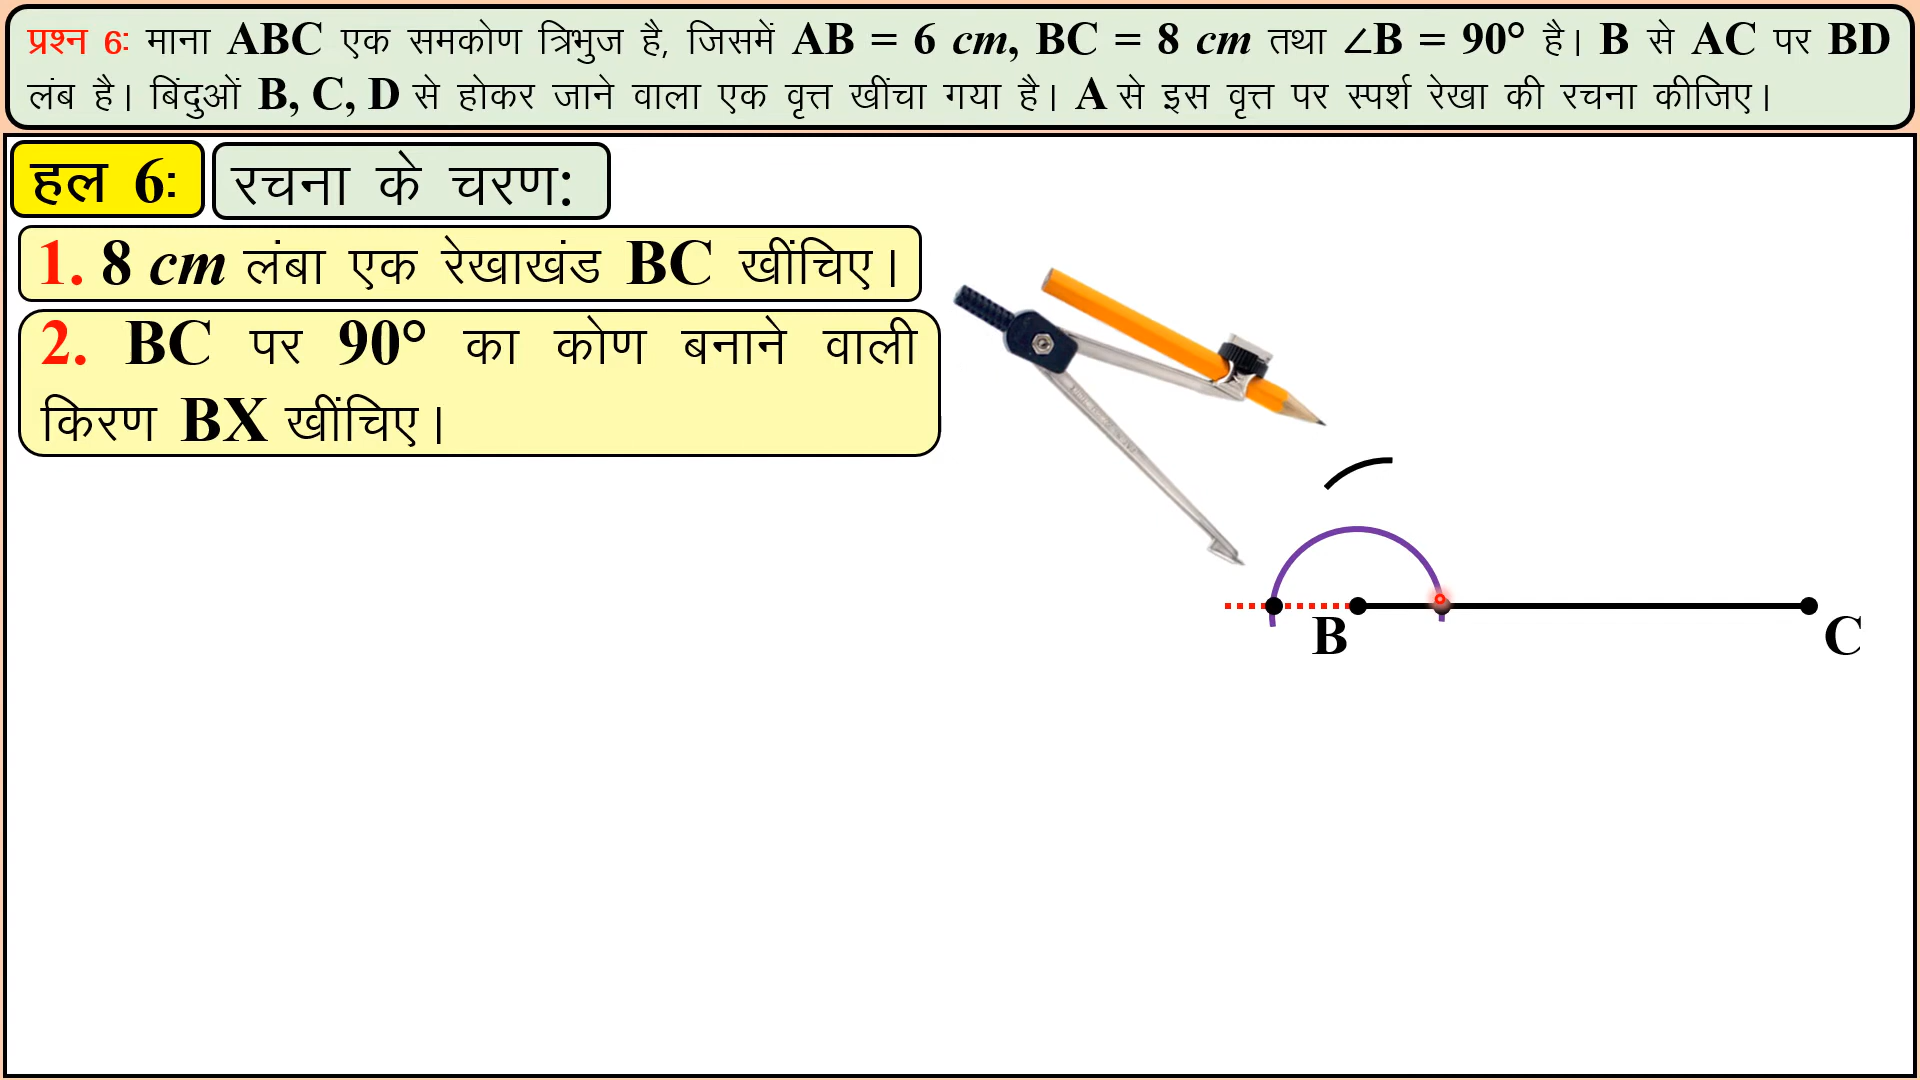 प्रश्न 6: माना ABC एक समकोण त्रिभुज है, जिसमें AB = 6 cm, BC = 8 cm तथा ∠B = 90° है। B से AC पर BD
लंब है। बिंदुओं B, C, D से होकर जाने वाला एक वृत्त खींचा गया है। A से इस वृत्त पर स्पर्श रेखा की रचना कीजिए।
हल 6: रचना के चरण:
1. 8 cm लंबा एक रेखाखंड BC खींचिए।
2. BC पर 90° का कोण बनाने वाली
किरण BX खींचिए।
B
C